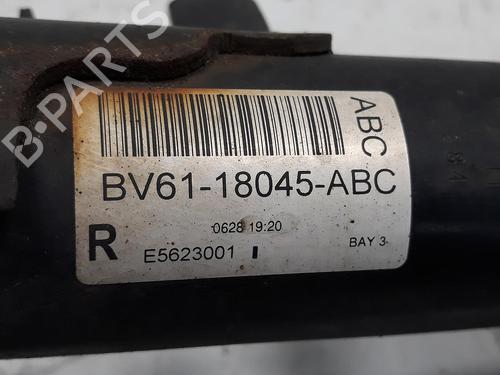 B-PARTS
ABC
BV61-18045-ABC
0628 19:20
R
E5623001
BAY 3